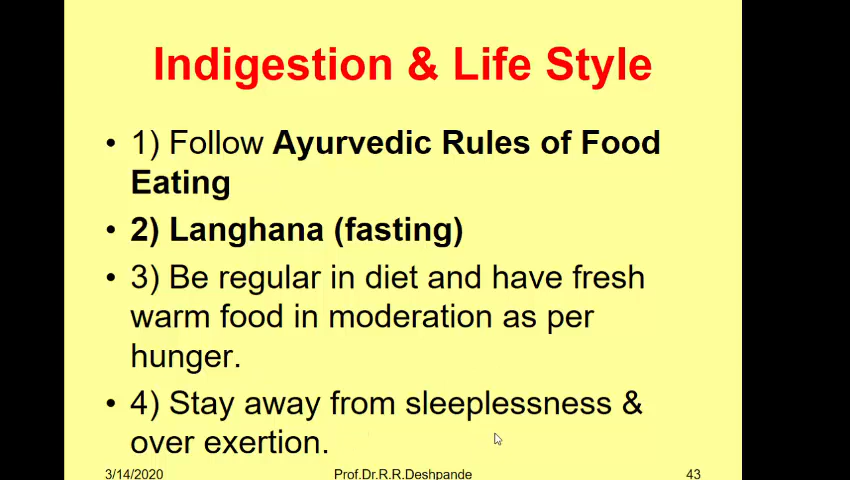 Indigestion & Life Style
• 1) Follow Ayurvedic Rules of Food
Eating
• 2) Langhana (fasting)
• 3) Be regular in diet and have fresh
warm food in moderation as per
hunger.
• 4) Stay away from sleeplessness &
over exertion.
3/14/2020 Prof.Dr.R.R.Deshpande 43